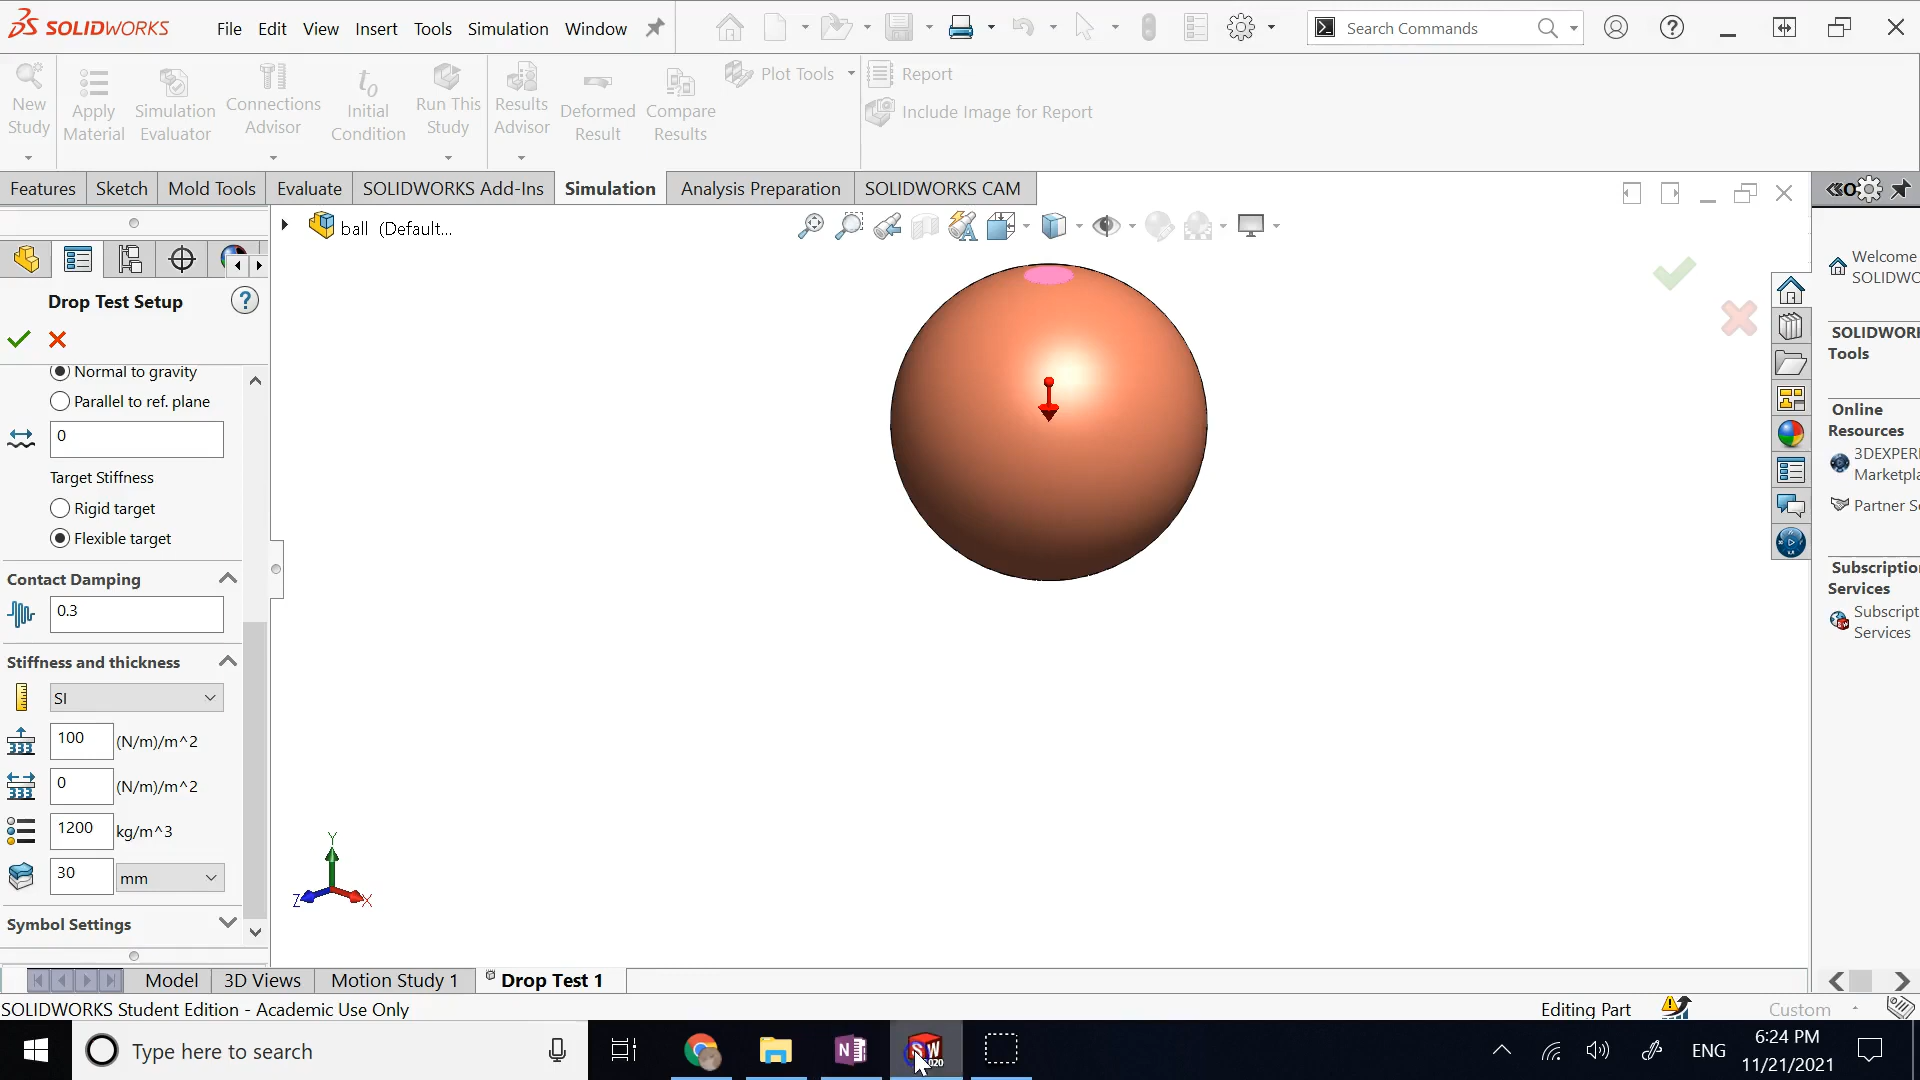 SOLIDWORKS File Edit View Insert Tools Simulation Window Search Commands
New Study
Apply Material
Simulation Evaluator
Connections Advisor
t0 Initial Condition
Run This Study
Results Advisor
Deformed Result
Compare Results
Plot Tools
Report
Include Image for Report
Features Sketch Mold Tools Evaluate SOLIDWORKS Add-Ins Simulation Analysis Preparation SOLIDWORKS CAM
ball (Default...
Drop Test Setup
Normal to gravity
Parallel to ref. plane
0
Target Stiffness
Rigid target
Flexible target
Contact Damping
0.3
Stiffness and thickness
SI
100 (N/m)/m^2
0 (N/m)/m^2
1200 kg/m^3
30 mm
Symbol Settings
Y
Z X
Welcome
SOLIDWO
SOLIDWOR
Tools
Online
Resources
3DEXPER
Marketpla
Partner S
Subscriptio
Services
Subscript
Services
Model 3D Views Motion Study 1 Drop Test 1
SOLIDWORKS Student Edition - Academic Use Only Editing Part Custom
Type here to search ENG 6:24 PM
11/21/2021